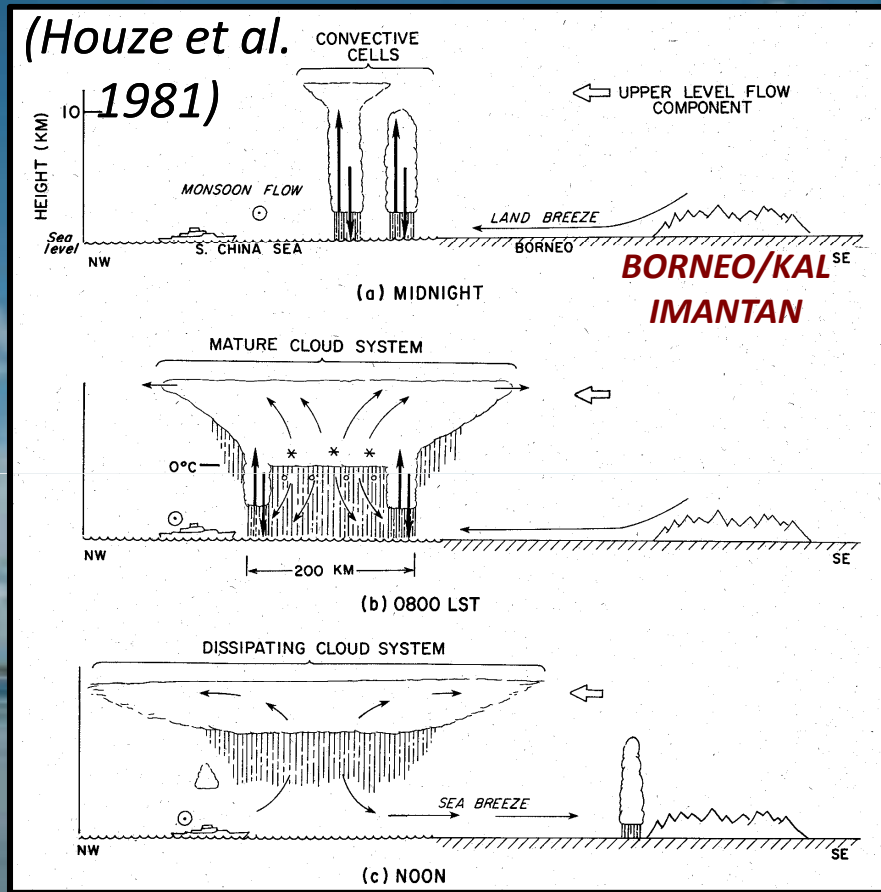 (Houze et al.
1981)
CONVECTIVE
CELLS
UPPER LEVEL FLOW
COMPONENT
HEIGHT (KM)
10
MONSOON FLOW
LAND BREEZE
Sea
level
NW
S. CHINA SEA
BORNEO
SE
BORNEO/KAL
IMANTAN
(a) MIDNIGHT
MATURE CLOUD SYSTEM
0°C
NW
SE
200 KM
(b) 0800 LST
DISSIPATING CLOUD SYSTEM
SEA BREEZE
NW
SE
(c) NOON